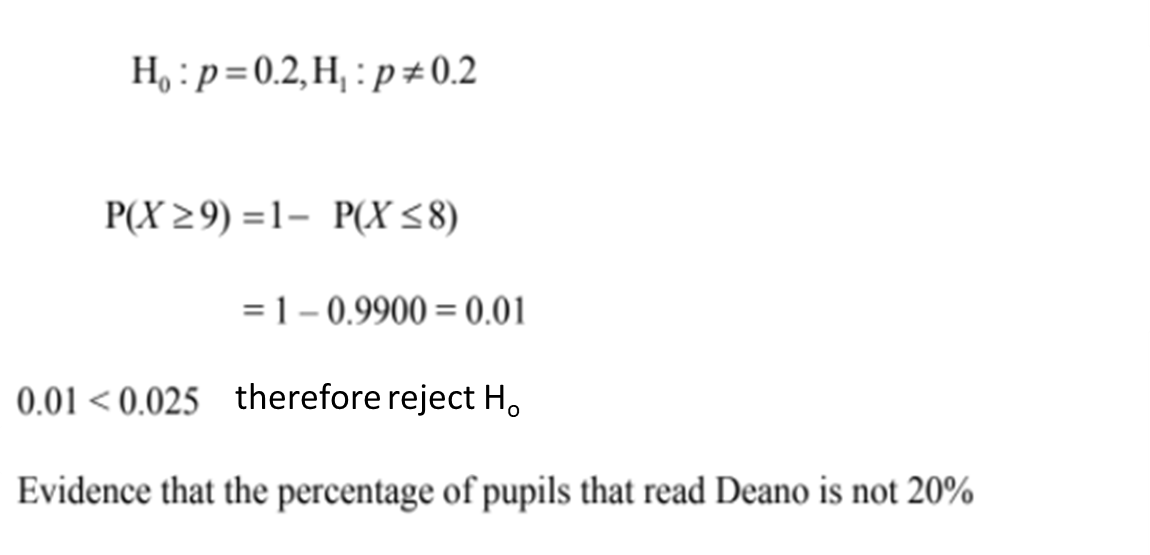 H₀ : p = 0.2, H₁ : p ≠ 0.2
P(X ≥ 9) = 1 − P(X ≤ 8)
= 1 – 0.9900 = 0.01
0.01 < 0.025 therefore reject Hₒ
Evidence that the percentage of pupils that read Deano is not 20%